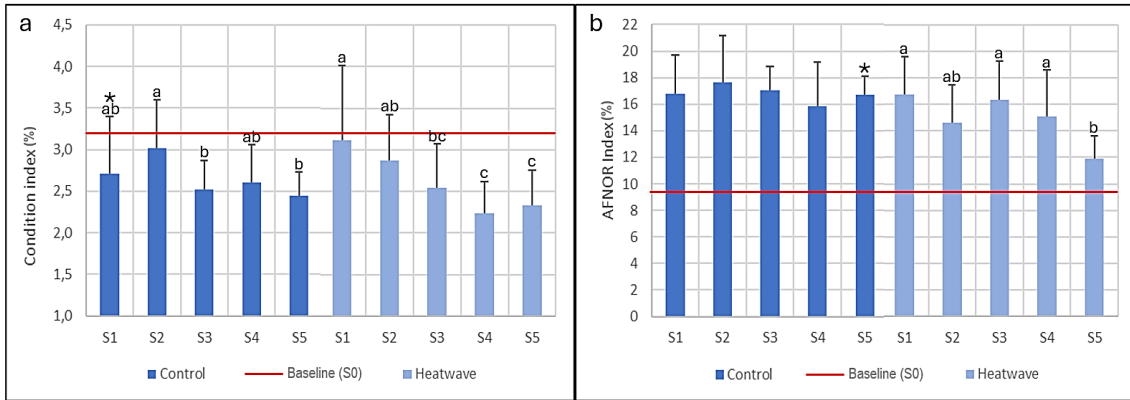 a
Condition index (%)
4,5
4,0
3,5
3,0
2,5
2,0
1,5
1,0
*
ab
a
b
ab
b
a
ab
bc
c
c
S1 S2 S3 S4 S5 S1 S2 S3 S4 S5
Control Baseline (S0) Heatwave
b
AFNOR Index (%)
22
20
18
16
14
12
10
8
6
4
2
0
*
a
ab
a
a
b
S1 S2 S3 S4 S5 S1 S2 S3 S4 S5
Control Baseline (S0) Heatwave